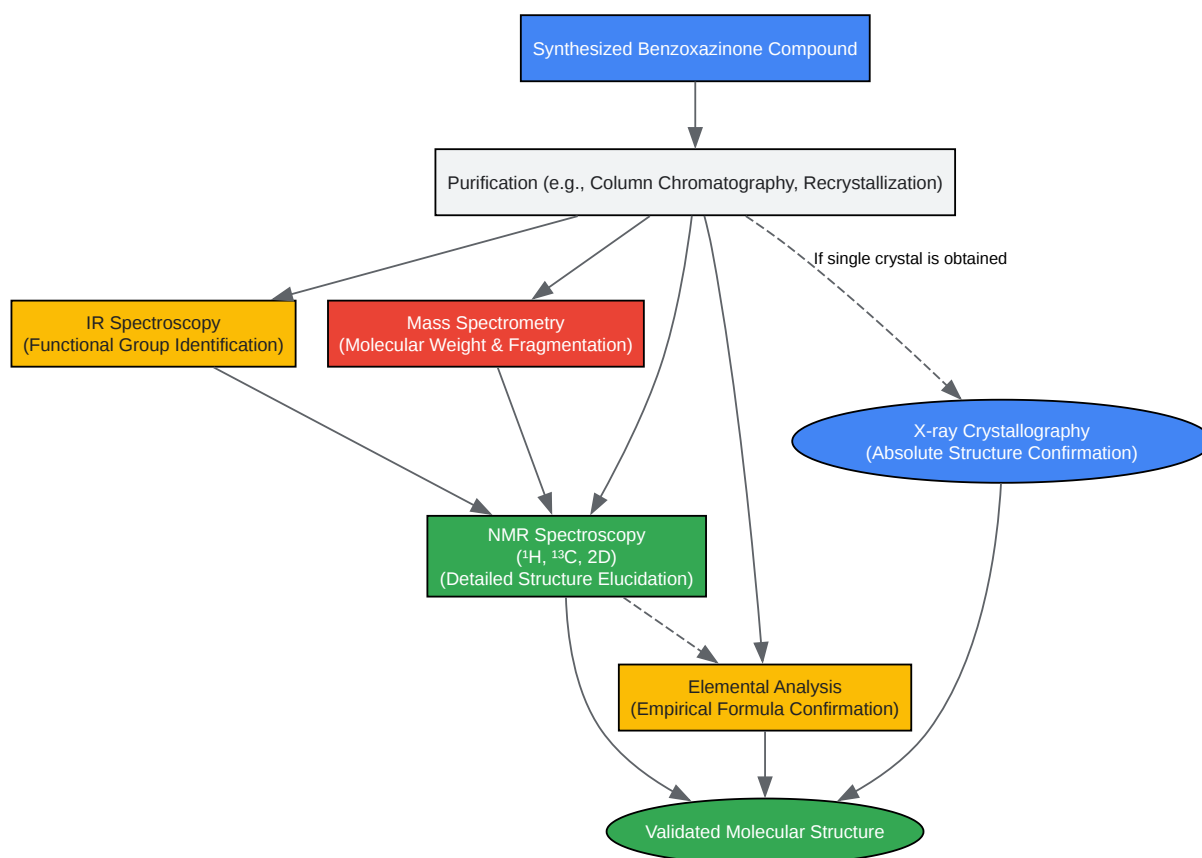 Synthesized Benzoxazinone Compound
Purification (e.g., Column Chromatography, Recrystallization)
If single crystal is obtained
IR Spectroscopy
(Functional Group Identification)
Mass Spectrometry
(Molecular Weight & Fragmentation)
X-ray Crystallography
(Absolute Structure Confirmation)
NMR Spectroscopy
(¹H, ¹³C, 2D)
(Detailed Structure Elucidation)
Elemental Analysis
(Empirical Formula Confirmation)
Validated Molecular Structure